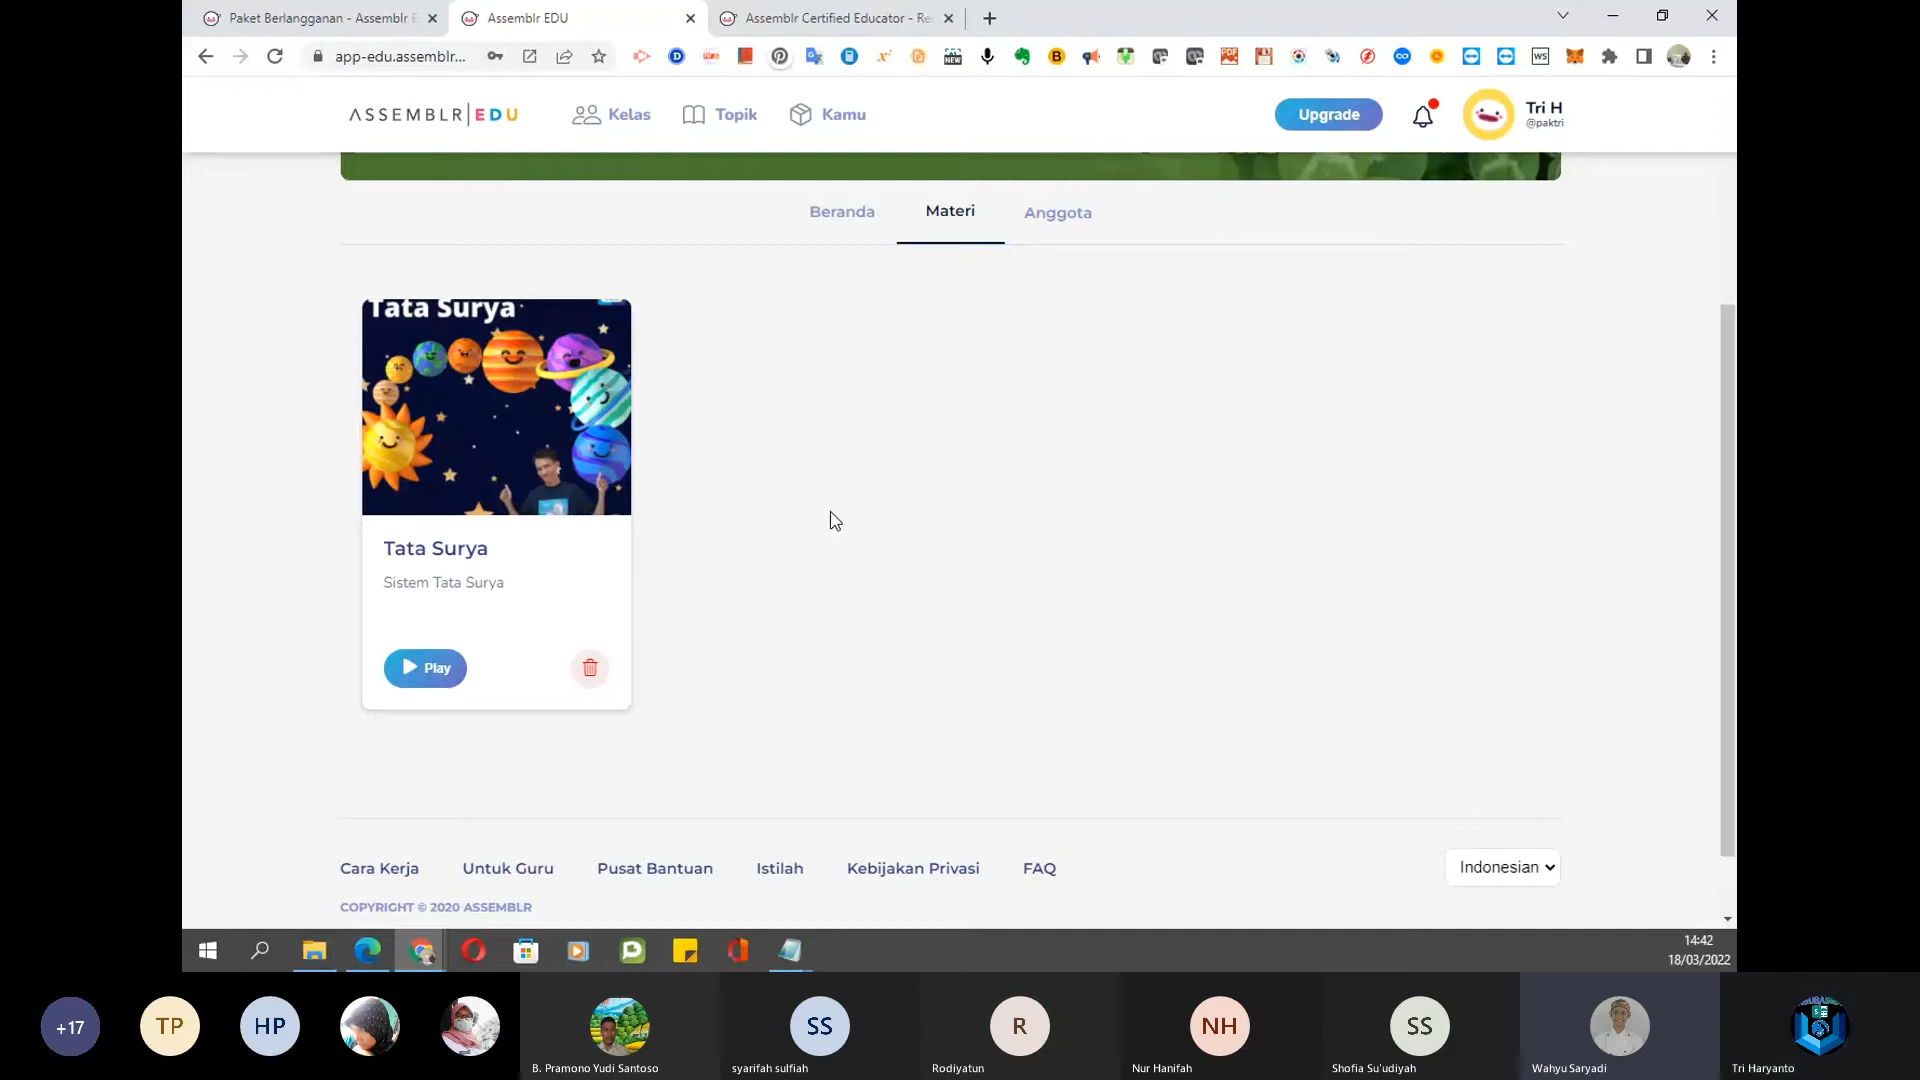 Paket Berlangganan - Assemblr E
Assemblr EDU
Assemblr Certified Educator - Re
app-edu.assemblr...
ASSEMBLR|EDU
Kelas
Topik
Kamu
Upgrade
Tri H
@paktri
Beranda
Materi
Anggota
Tata Surya
Tata Surya
Sistem Tata Surya
Play
Cara Kerja
Untuk Guru
Pusat Bantuan
Istilah
Kebijakan Privasi
FAQ
Indonesian
COPYRIGHT © 2020 ASSEMBLR
14:42
18/03/2022
+17
TP
HP
B. Pramono Yudi Santoso
SS
syarifah sulfiah
R
Rodiyatun
NH
Nur Hanifah
SS
Shofia Su'udiyah
Wahyu Saryadi
Tri Haryanto